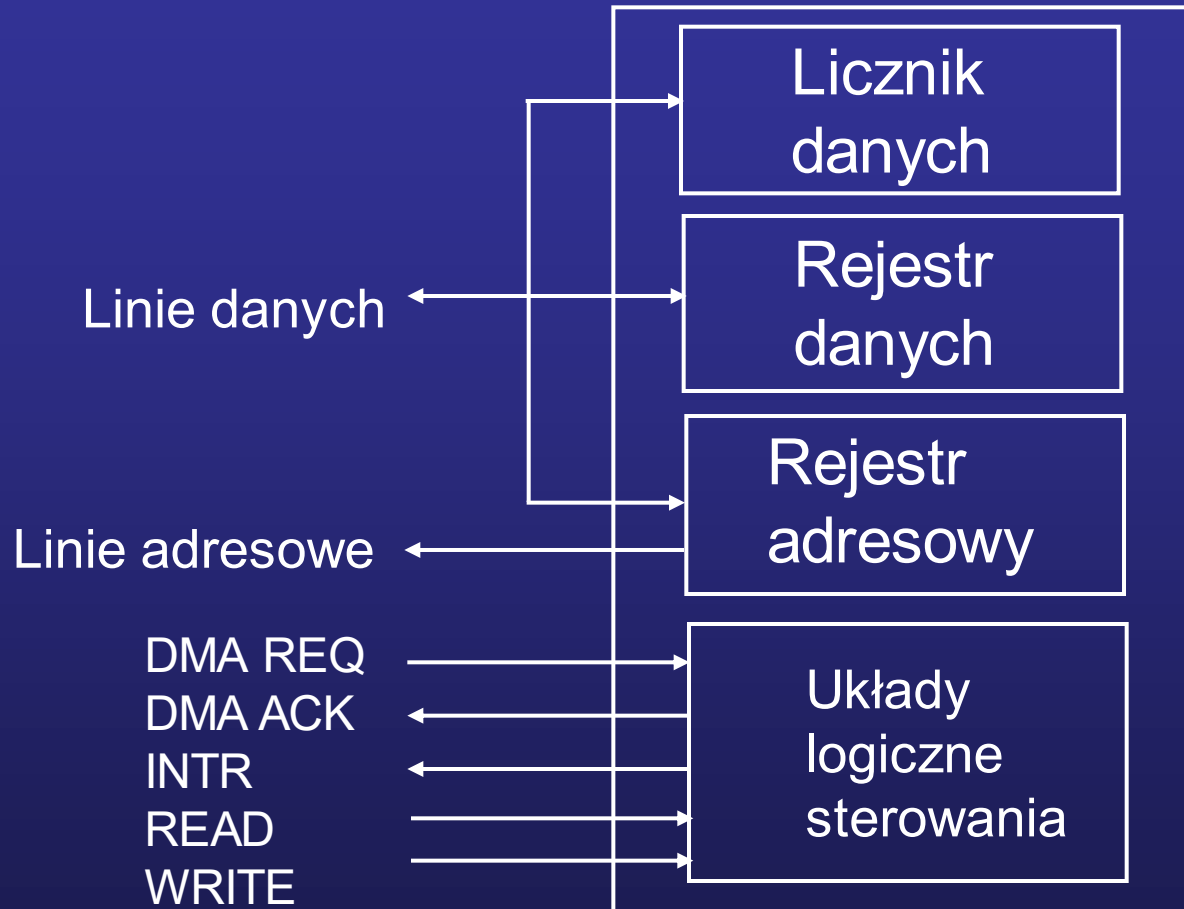 Licznik
danych
Rejestr
danych
Linie danych
Rejestr
adresowy
Linie adresowe
DMA REQ
DMA ACK
INTR
READ
WRITE
Układy
logiczne
sterowania